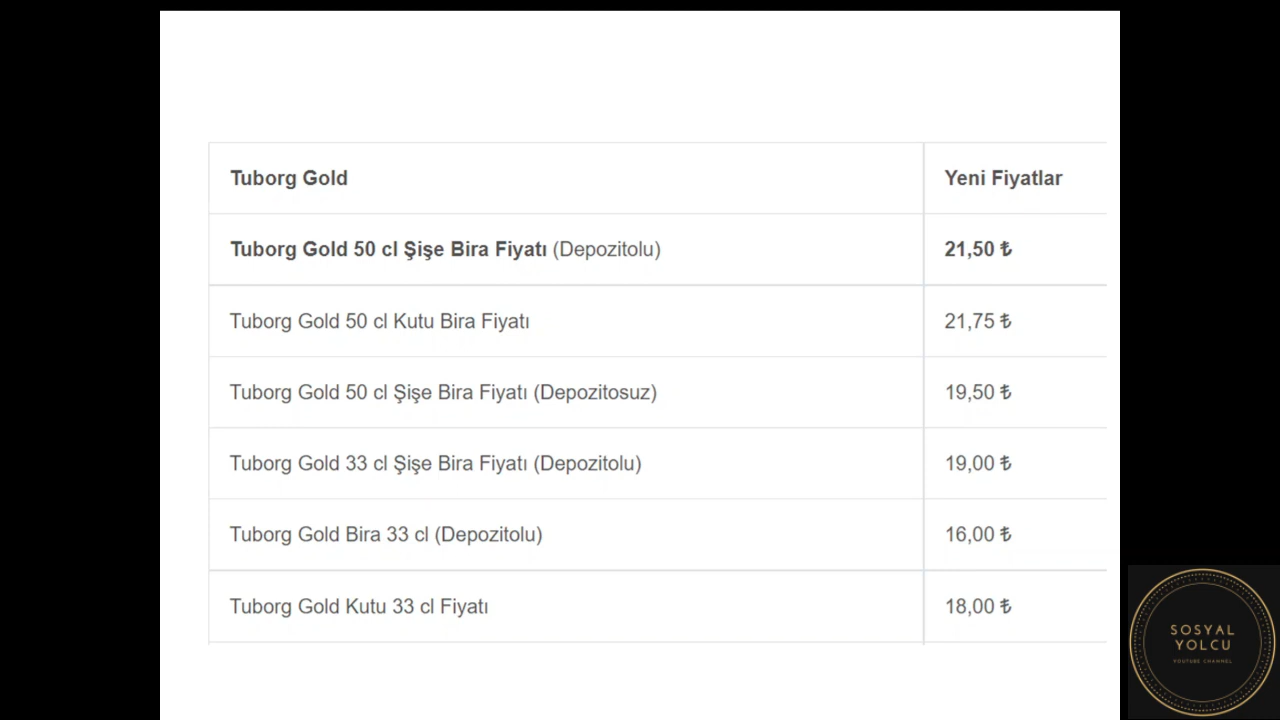 Tuborg Gold Yeni Fiyatlar
Tuborg Gold 50 cl Şişe Bira Fiyatı (Depozitolu) 21,50 ₺
Tuborg Gold 50 cl Kutu Bira Fiyatı 21,75 ₺
Tuborg Gold 50 cl Şişe Bira Fiyatı (Depozitosuz) 19,50 ₺
Tuborg Gold 33 cl Şişe Bira Fiyatı (Depozitolu) 19,00 ₺
Tuborg Gold Bira 33 cl (Depozitolu) 16,00 ₺
Tuborg Gold Kutu 33 cl Fiyatı 18,00 ₺
SOSYAL
YOLCU
YOUTUBE CHANNEL